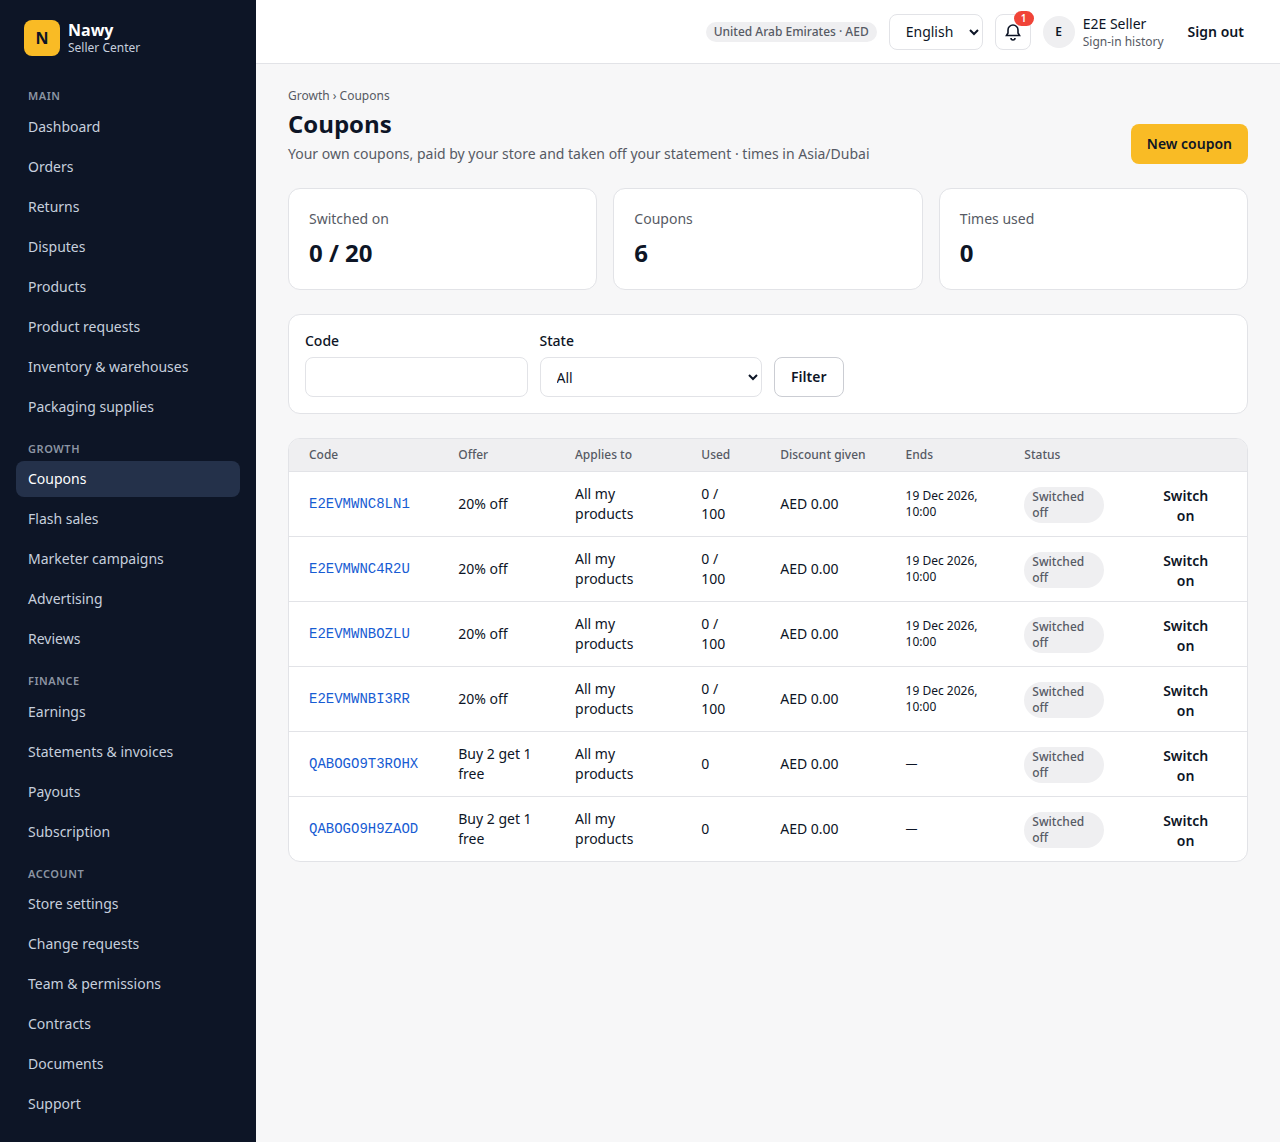 N
Nawy
Seller Center
United Arab Emirates · AED
English
1
E
E2E Seller
Sign-in history
Sign out
MAIN
Dashboard
Orders
Returns
Disputes
Products
Product requests
Inventory & warehouses
Packaging supplies
GROWTH
Coupons
Flash sales
Marketer campaigns
Advertising
Reviews
FINANCE
Earnings
Statements & invoices
Payouts
Subscription
ACCOUNT
Store settings
Change requests
Team & permissions
Contracts
Documents
Support
Growth › Coupons
Coupons
Your own coupons, paid by your store and taken off your statement · times in Asia/Dubai
New coupon
Switched on
0 / 20
Coupons
6
Times used
0
Code
State
All
Filter
Code Offer Applies to Used Discount given Ends Status
E2EVMWNC8LN1 20% off All my products 0 / 100 AED 0.00 19 Dec 2026, 10:00 Switched off Switch on
E2EVMWNC4R2U 20% off All my products 0 / 100 AED 0.00 19 Dec 2026, 10:00 Switched off Switch on
E2EVMWNBOZLU 20% off All my products 0 / 100 AED 0.00 19 Dec 2026, 10:00 Switched off Switch on
E2EVMWNBI3RR 20% off All my products 0 / 100 AED 0.00 19 Dec 2026, 10:00 Switched off Switch on
QABOGO9T3ROHX Buy 2 get 1 free All my products 0 AED 0.00 — Switched off Switch on
QABOGO9H9ZAOD Buy 2 get 1 free All my products 0 AED 0.00 — Switched off Switch on